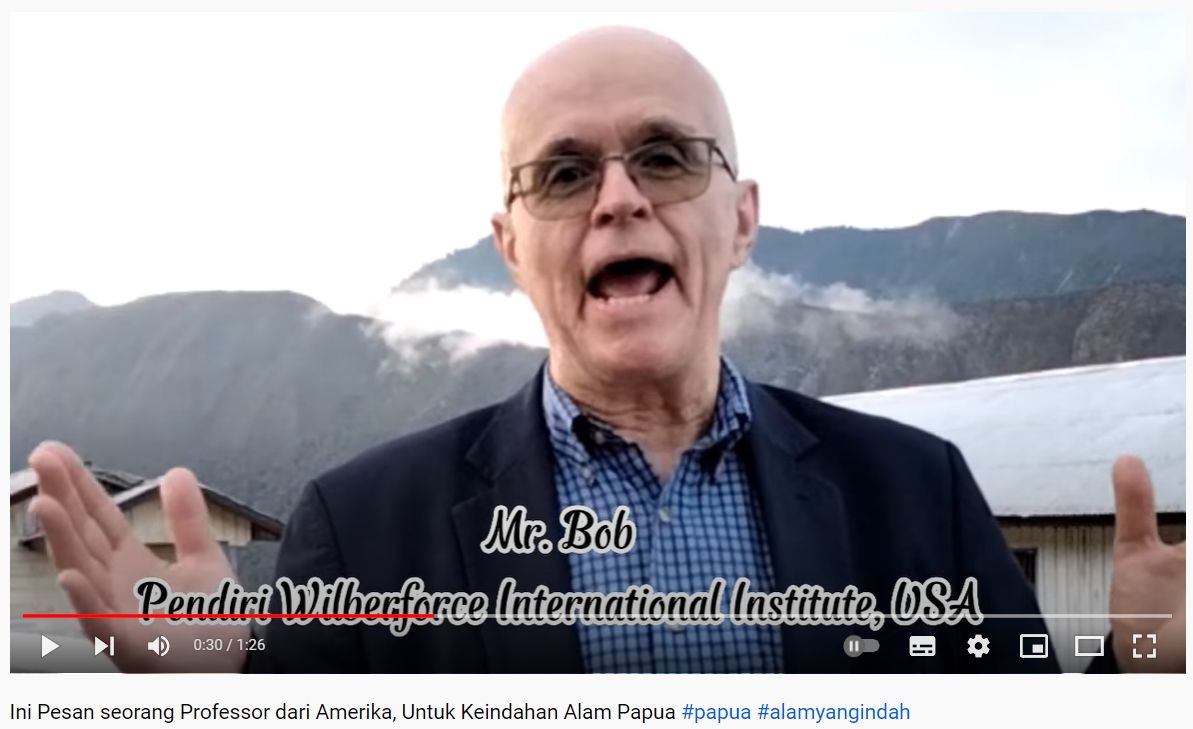 Mr. Bob
Pendiri Wilberforce International Institute, USA
0:30 / 1:26
Ini Pesan seorang Professor dari Amerika, Untuk Keindahan Alam Papua #papua #alamyangindah